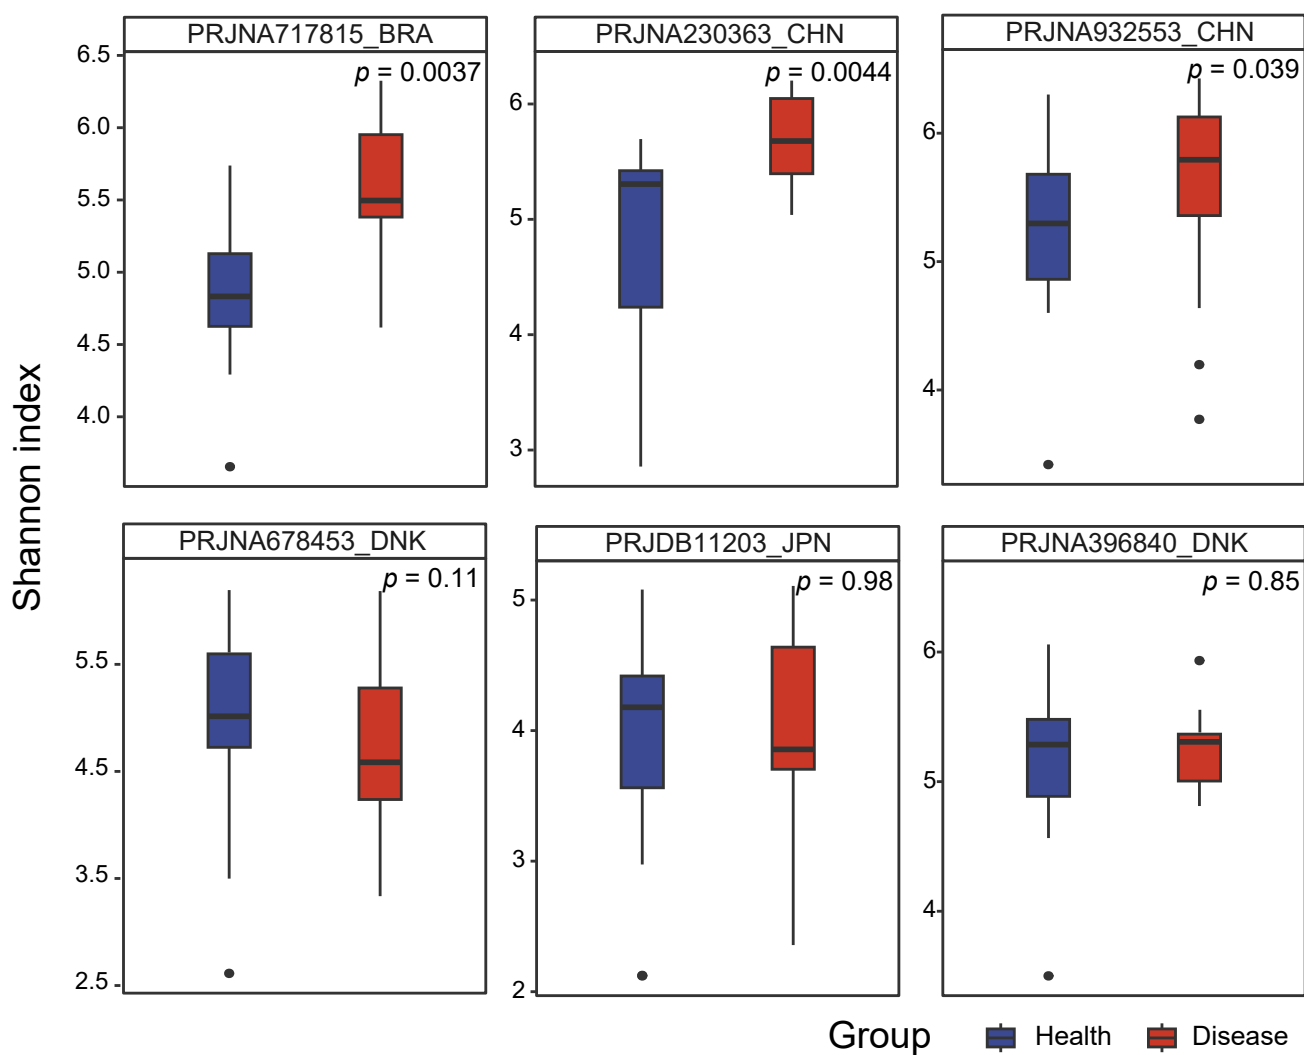 Shannon index
PRJNA717815_BRA
p = 0.0037
6.5
6.0
5.5
5.0
4.5
4.0
PRJNA230363_CHN
p = 0.0044
6
5
4
3
PRJNA932553_CHN
p = 0.039
6
5
4
PRJNA678453_DNK
p = 0.11
5.5
4.5
3.5
2.5
PRJDB11203_JPN
p = 0.98
5
4
3
2
PRJNA396840_DNK
p = 0.85
6
5
4
Group Health Disease